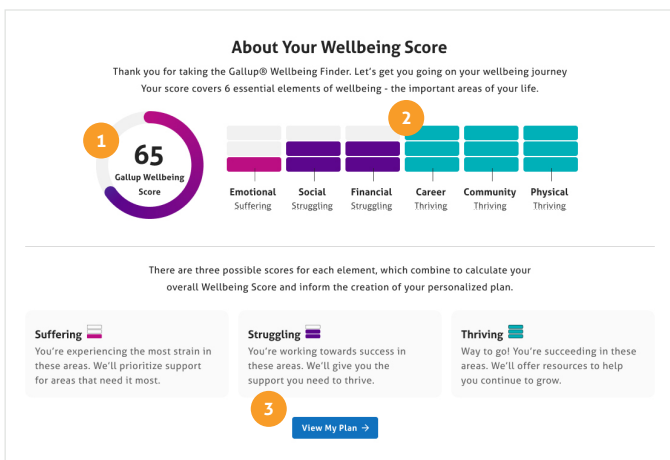 About Your Wellbeing Score
Thank you for taking the Gallup® Wellbeing Finder. Let's get you going on your wellbeing journey
Your score covers 6 essential elements of wellbeing - the important areas of your life.
1
2
65
Gallup Wellbeing
Score
Emotional Social Financial Career Community Physical
Suffering Struggling Struggling Thriving Thriving Thriving
There are three possible scores for each element, which combine to calculate your
overall Wellbeing Score and inform the creation of your personalized plan.
Suffering
You're experiencing the most strain in
these areas. We'll prioritize support
for areas that need it most.
Struggling
You're working towards success in
these areas. We'll give you the
support you need to thrive.
Thriving
Way to go! You're succeeding in these
areas. We'll offer resources to help
you continue to grow.
3
View My Plan →